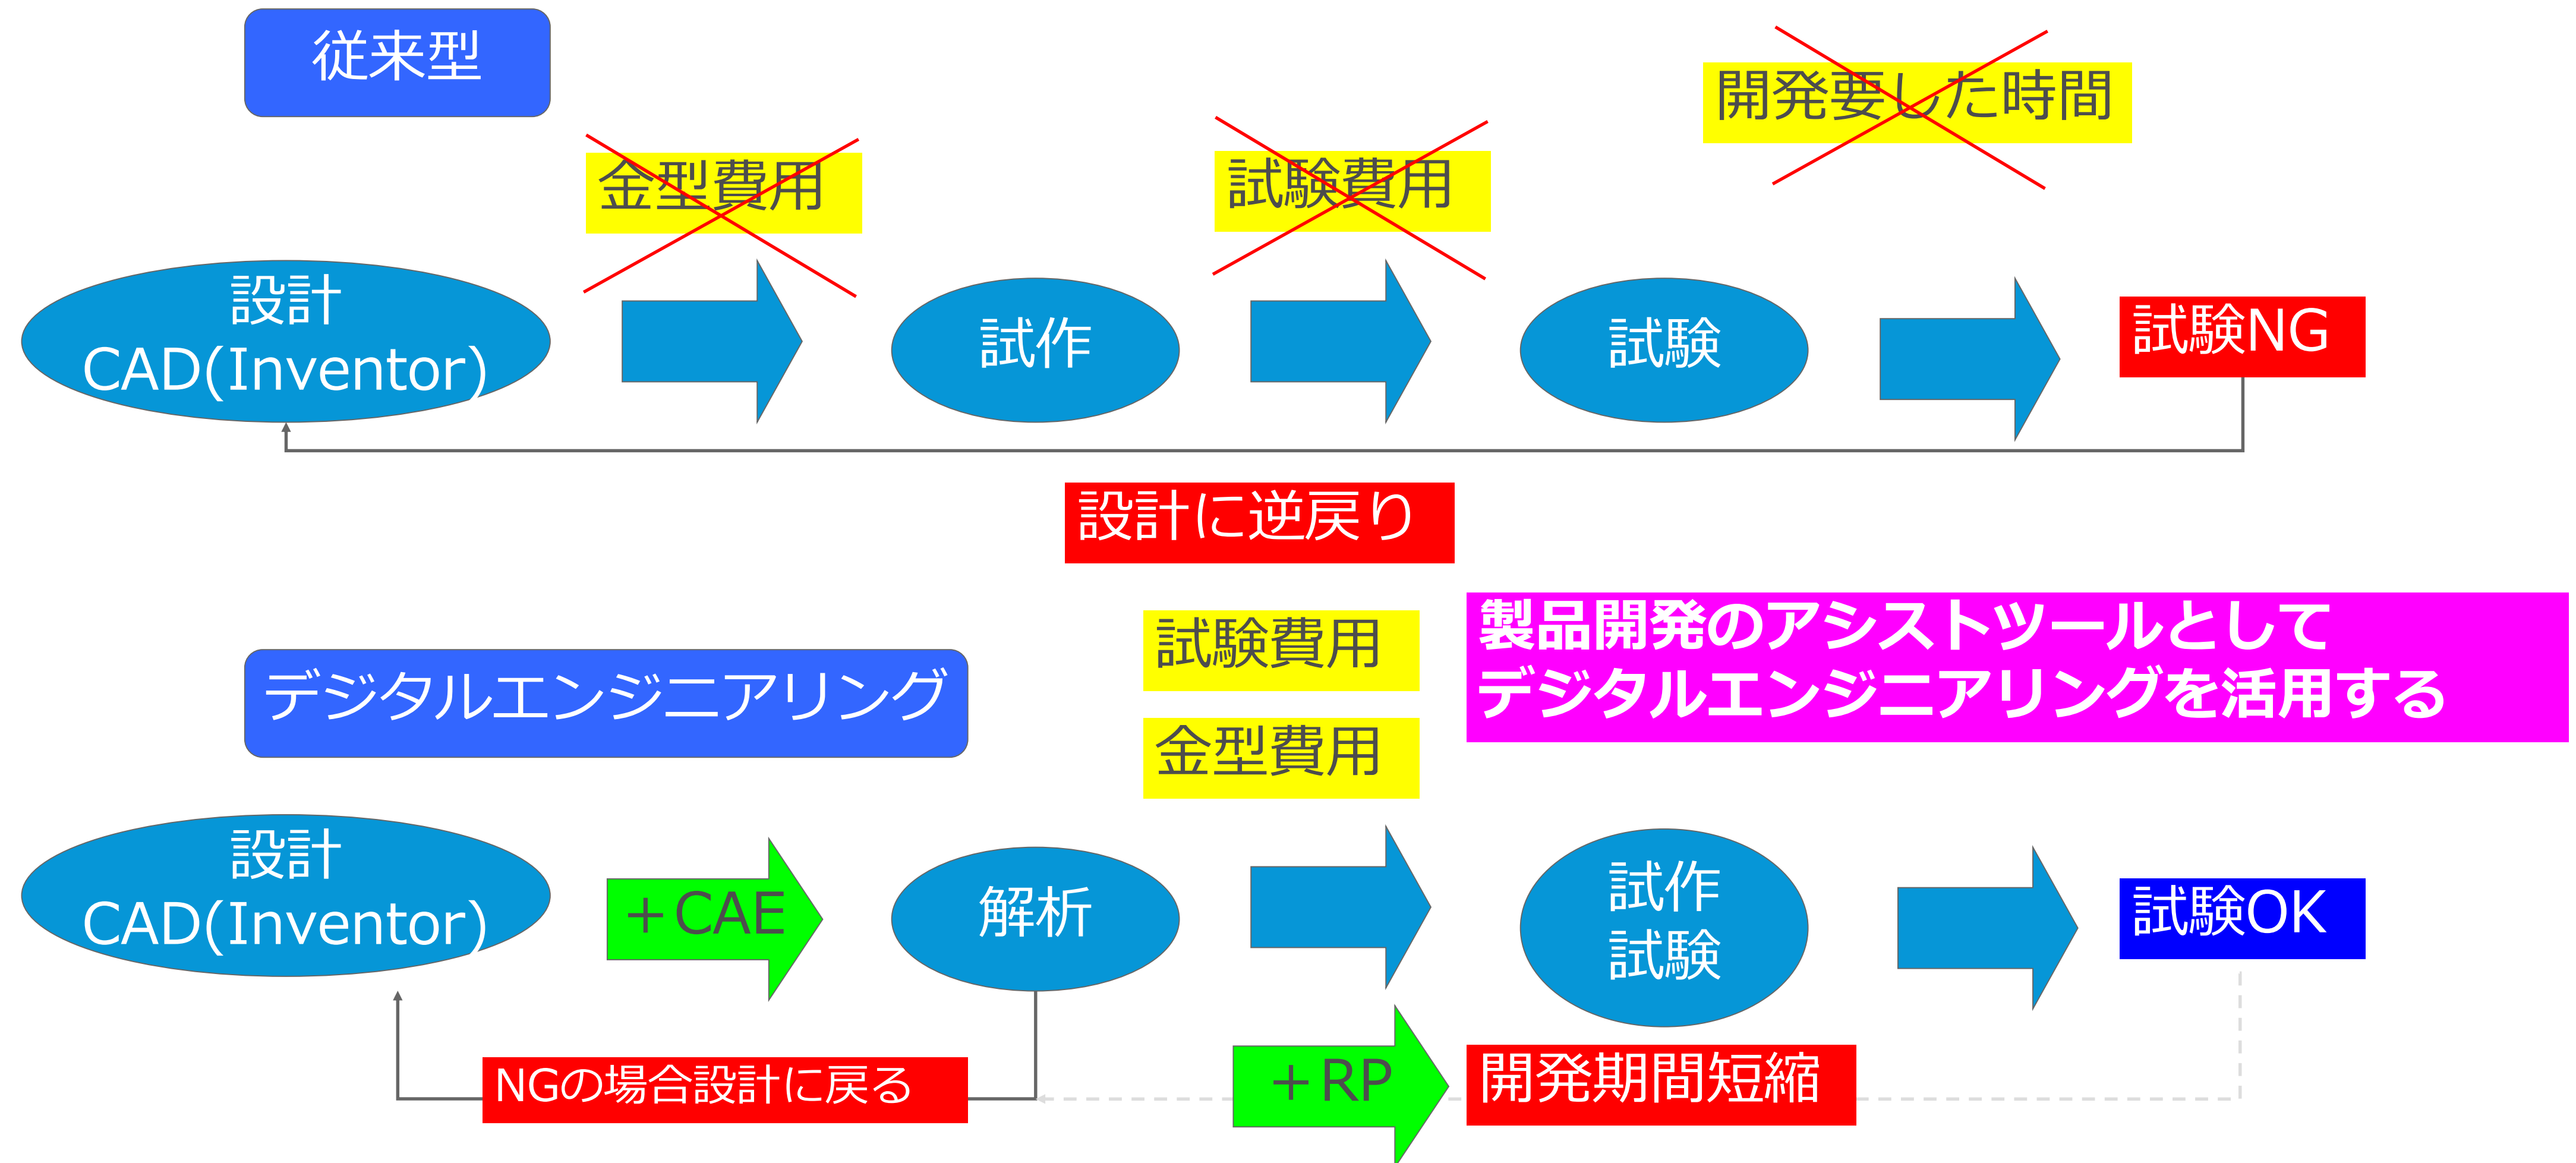 従来型
開発要した時間
金型費用
試験費用
設計
CAD(Inventor)
試作
試験
試験NG
設計に逆戻り
デジタルエンジニアリング
試験費用
金型費用
製品開発のアシストツールとして
デジタルエンジニアリングを活用する
設計
CAD(Inventor)
＋CAE
解析
試作
試験
試験OK
NGの場合設計に戻る
＋RP
開発期間短縮